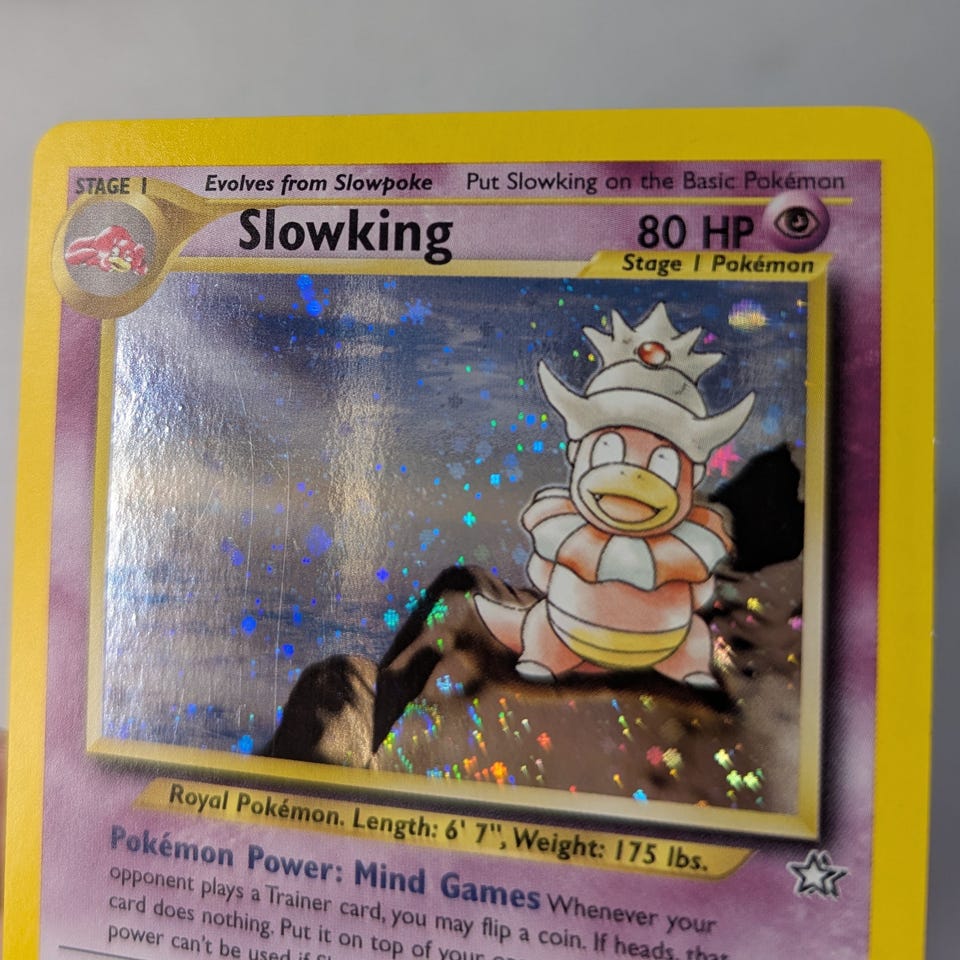 STAGE 1 Evolves from Slowpoke Put Slowking on the Basic Pokémon
Slowking 80 HP
Stage 1 Pokémon
Royal Pokémon. Length: 6' 7", Weight: 175 lbs.
Pokémon Power: Mind Games Whenever your
opponent plays a Trainer card, you may flip a coin. If heads, that
card does nothing. Put it on top of your
power can't be used if